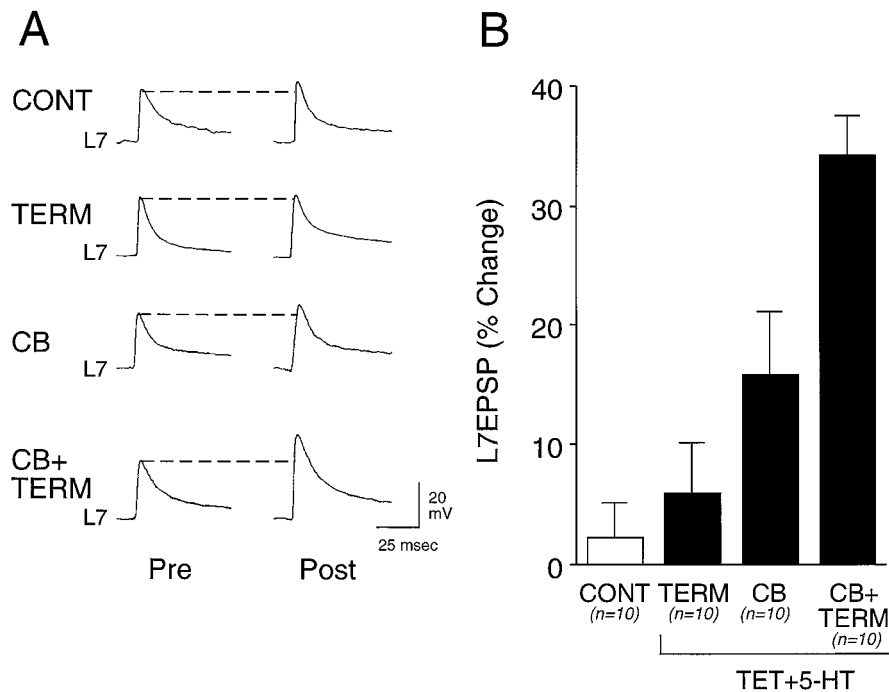 A
CONT
L7
TERM
L7
CB
L7
CB+
TERM
L7
20
mV
25 msec
Pre
Post
B
L7EPSP (% Change)
40
30
20
10
0
CONT
(n=10)
TERM
(n=10)
CB
(n=10)
CB+
TERM
(n=10)
TET+5-HT